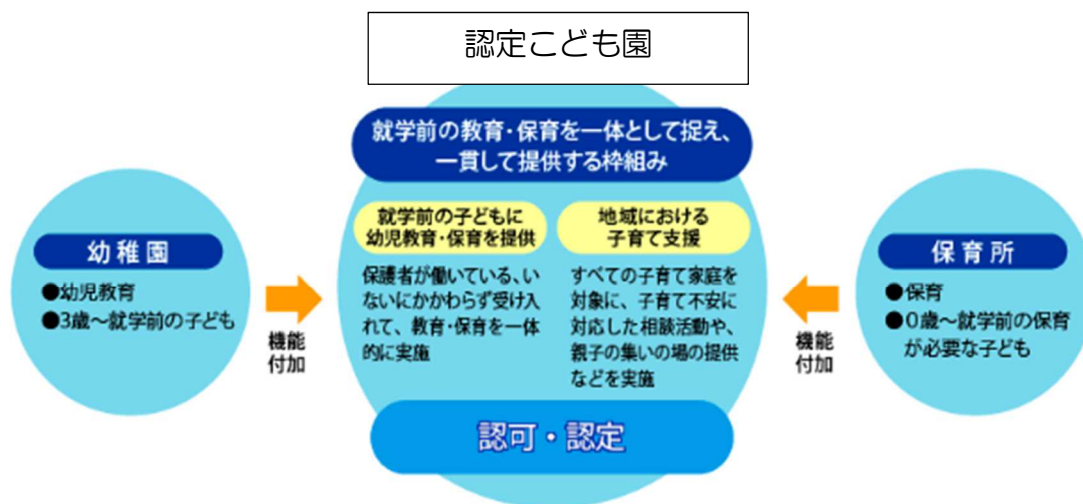 認定こども園
就学前の教育・保育を一体として捉え、
一貫して提供する枠組み
幼稚園
●幼児教育
●3歳～就学前の子ども
機能
付加
就学前の子どもに
幼児教育・保育を提供
保護者が働いている、い
ないにかかわらず受け入
れて、教育・保育を一体
的に実施
地域における
子育て支援
すべての子育て家庭を
対象に、子育て不安に
対応した相談活動や、
親子の集いの場の提供
などを実施
機能
付加
保育所
●保育
●0歳～就学前の保育
が必要な子ども
認可・認定